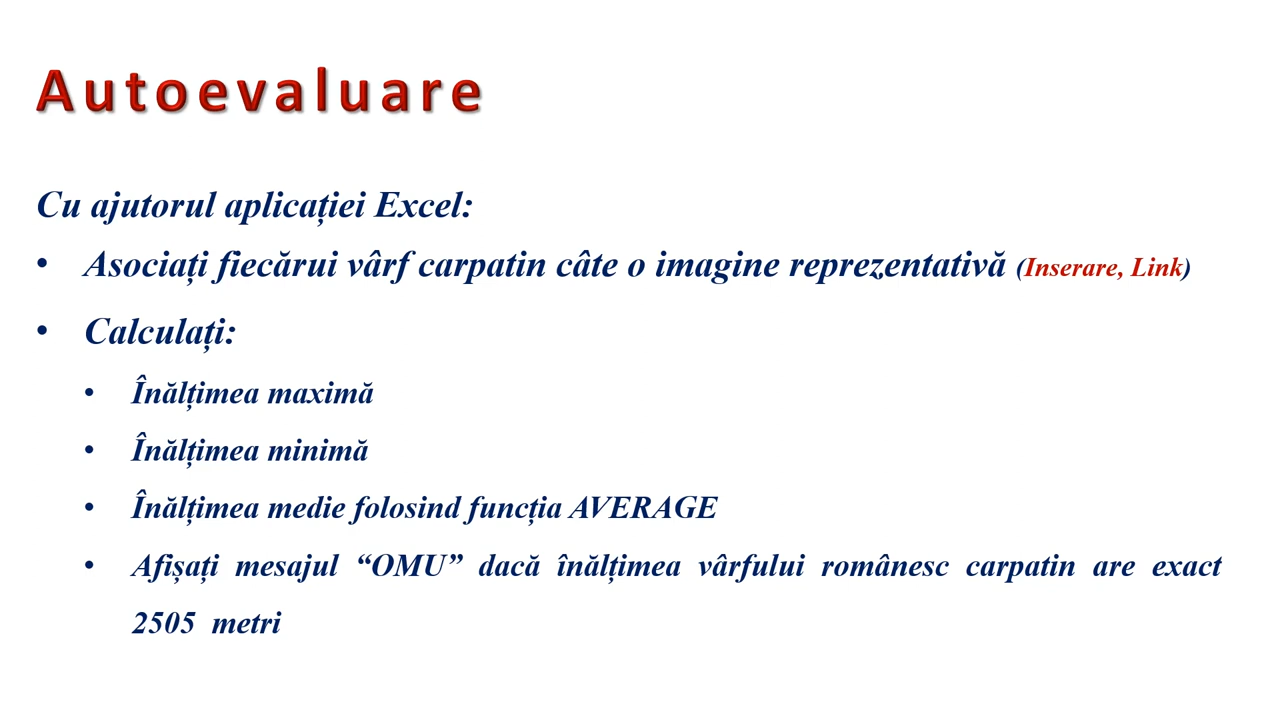 Autoevaluare
Cu ajutorul aplicației Excel:
• Asociați fiecărui vârf carpatin câte o imagine reprezentativă (Inserare, Link)
• Calculați:
• Înălțimea maximă
• Înălțimea minimă
• Înălțimea medie folosind funcția AVERAGE
• Afișați mesajul “OMU” dacă înălțimea vârfului românesc carpatin are exact
2505 metri